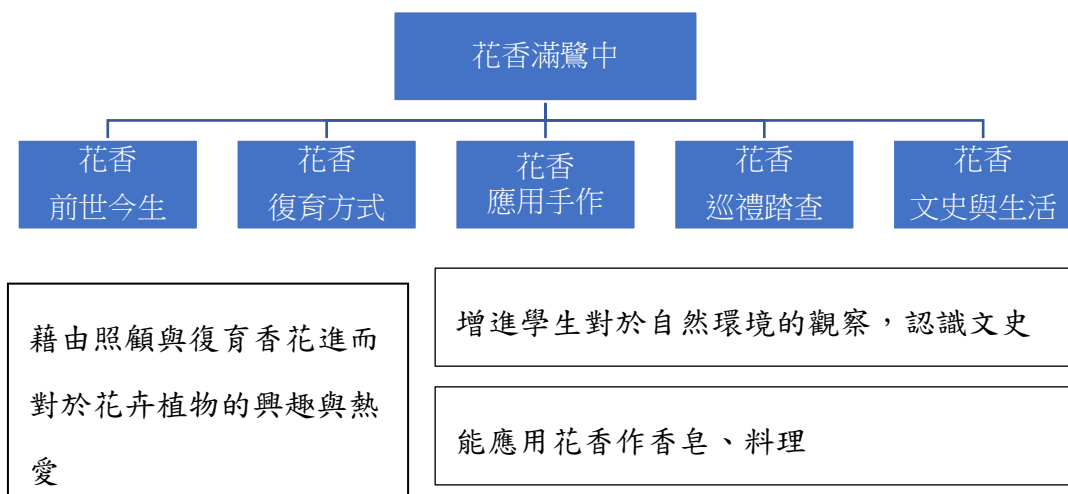 花香滿鷺中
花香
前世今生
花香
復育方式
花香
應用手作
花香
巡禮踏查
花香
文史與生活
藉由照顧與復育香花進而
對於花卉植物的興趣與熱
愛
增進學生對於自然環境的觀察，認識文史
能應用花香作香皂、料理